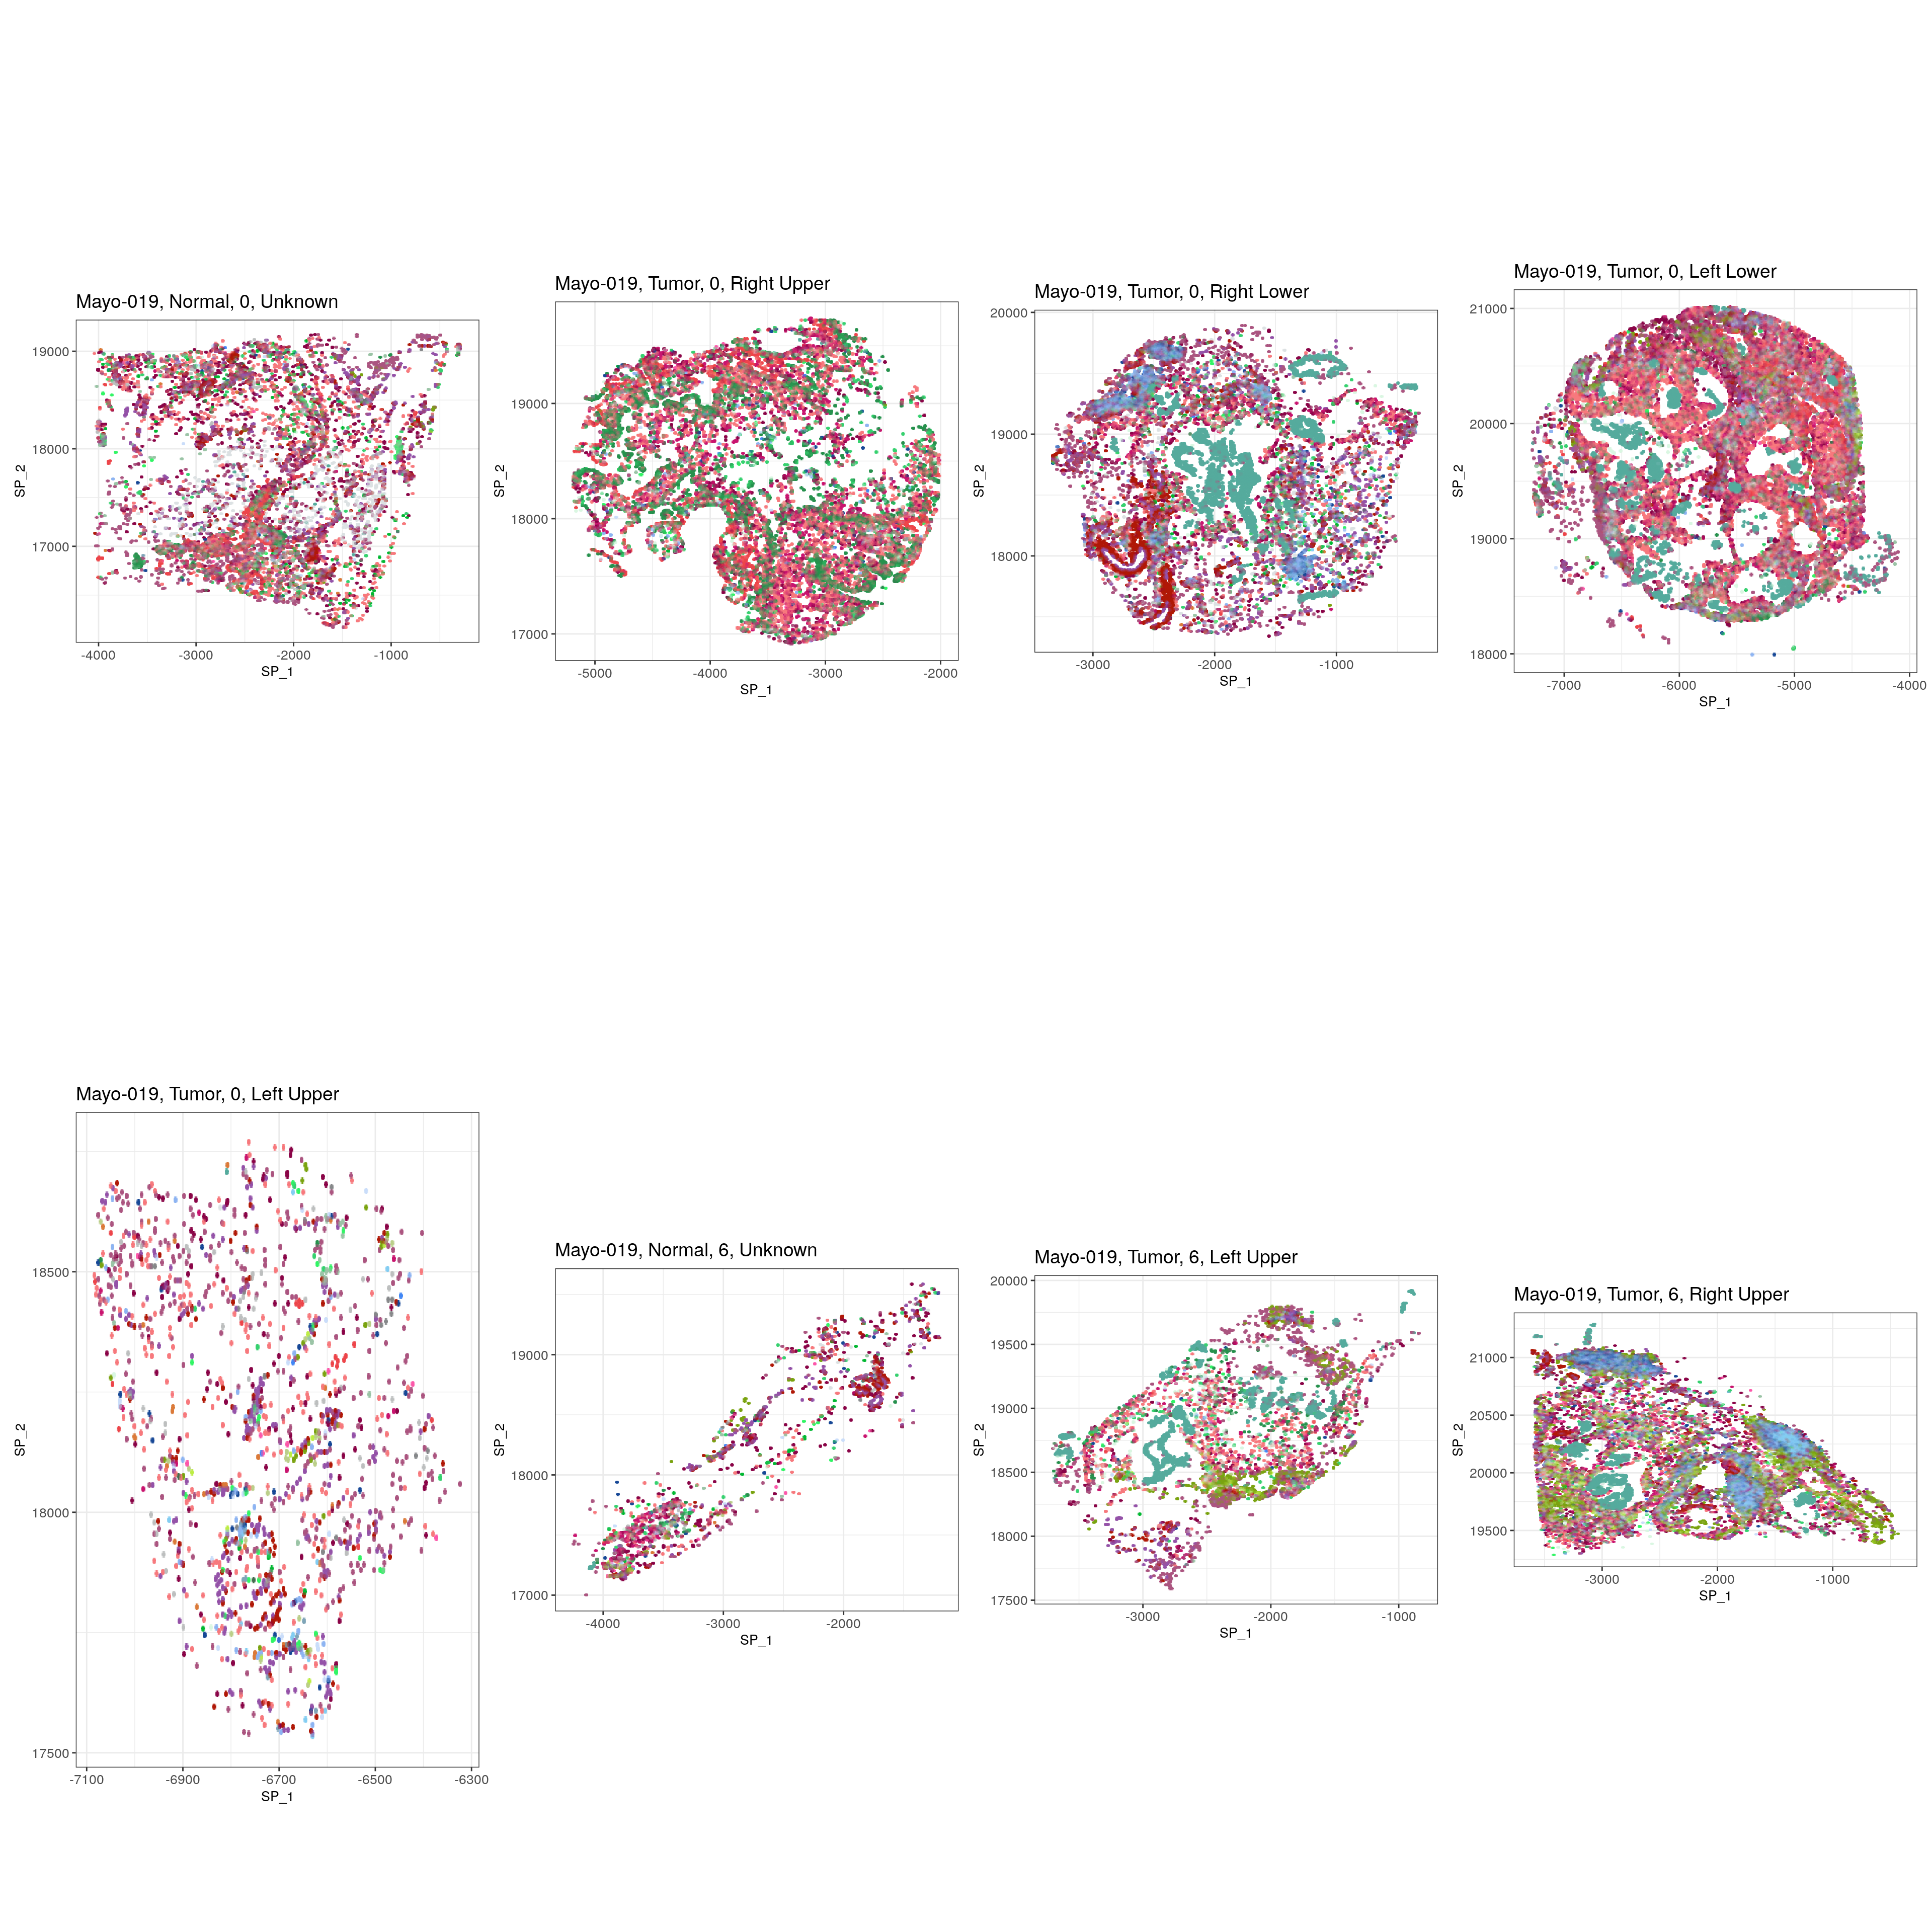 Mayo-019, Normal, 0, Unknown
19000
18000
17000
SP_2
-4000 -3000 -2000 -1000
SP_1
Mayo-019, Tumor, 0, Right Upper
19000
18000
17000
SP_2
-5000 -4000 -3000 -2000
SP_1
Mayo-019, Tumor, 0, Right Lower
20000
19000
18000
SP_2
-3000 -2000 -1000
SP_1
Mayo-019, Tumor, 0, Left Lower
21000
20000
19000
18000
SP_2
-7000 -6000 -5000 -4000
SP_1
Mayo-019, Tumor, 0, Left Upper
18500
18000
17500
SP_2
-7100 -6900 -6700 -6500 -6300
SP_1
Mayo-019, Normal, 6, Unknown
19000
18000
17000
SP_2
-4000 -3000 -2000
SP_1
Mayo-019, Tumor, 6, Left Upper
20000
19500
19000
18500
18000
17500
SP_2
-3000 -2000 -1000
SP_1
Mayo-019, Tumor, 6, Right Upper
21000
20500
20000
19500
SP_2
-3000 -2000 -1000
SP_1